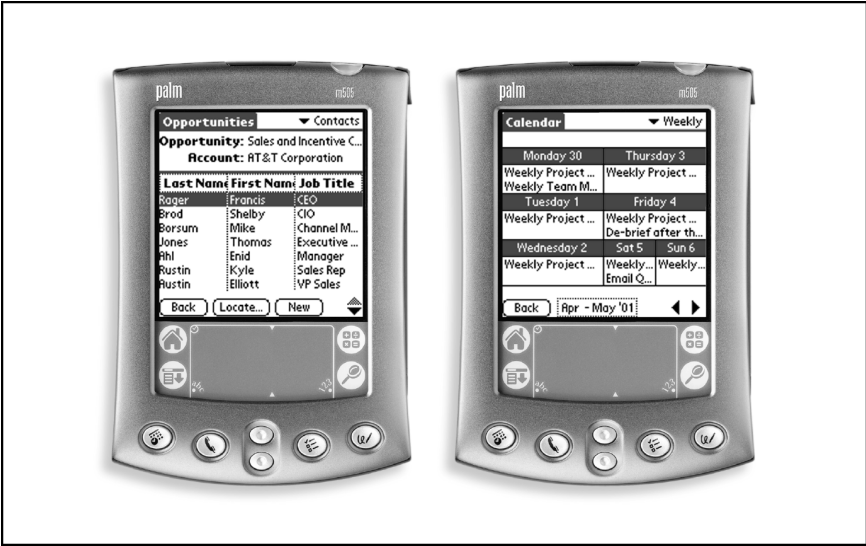 palm
m505
Opportunities
Contacts
Opportunity: Sales and Incentive C...
Account: AT&T Corporation
Last Name First Name Job Title
Rager Francis CEO
Brod Shelby CIO
Borsum Mike Channel M...
Jones Thomas Executive ...
Ahl Enid Manager
Rustin Kyle Sales Rep
Austin Elliott VP Sales
Back Locate... New
abc
123
palm
m505
Calendar
Weekly
Monday 30 Thursday 3
Weekly Project ... Weekly Project ...
Weekly Team M...
Tuesday 1 Friday 4
Weekly Project ... Weekly Project ...
De-brief after th...
Wednesday 2 Sat 5 Sun 6
Weekly Project ... Weekly... Weekly...
Email Q...
Back Apr - May '01
abc
123